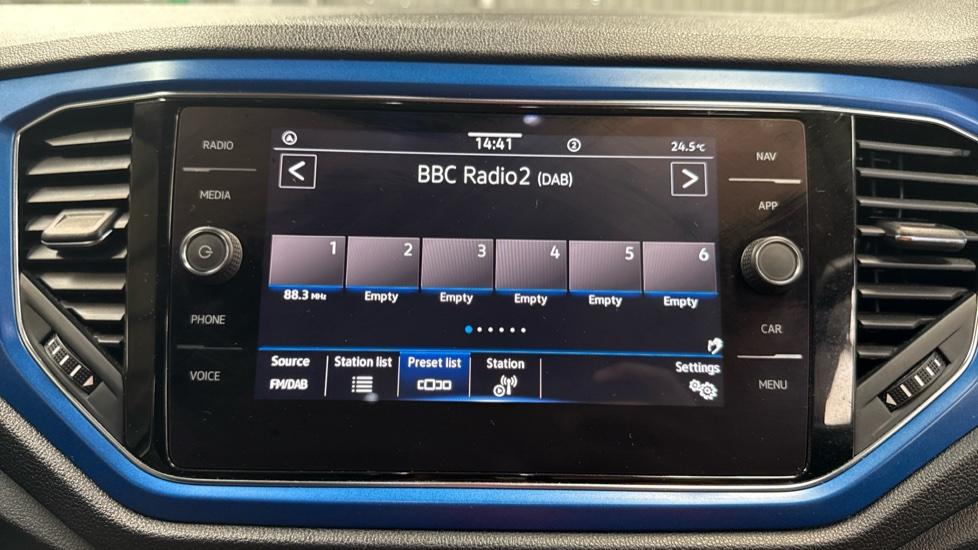 RADIO
MEDIA
PHONE
VOICE
14:41
2
24.5°C
<
BBC Radio2 (DAB)
>
1 2 3 4 5 6
88.3 MHz Empty Empty Empty Empty Empty
Source Station list Preset list Station Settings
FM/DAB
NAV
APP
CAR
MENU